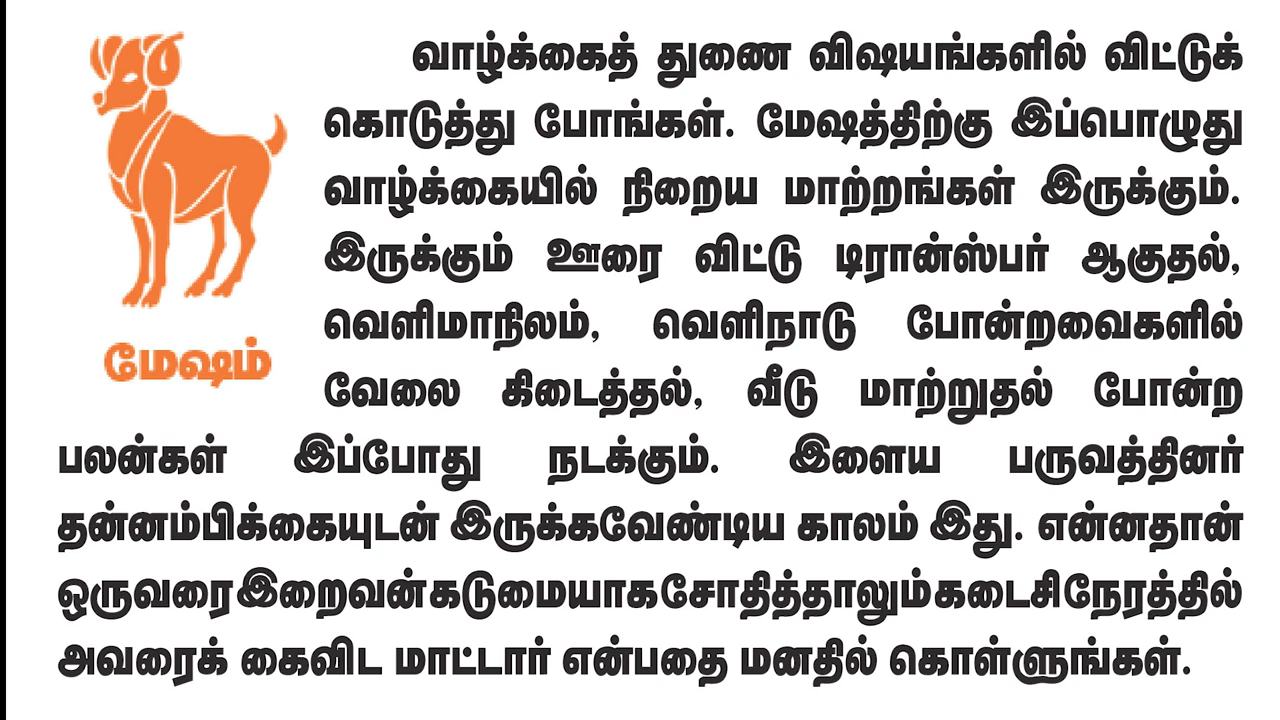 வாழ்க்கைத் துணை விஷயங்களில் விட்டுக்
கொடுத்து போங்கள். மேஷத்திற்கு இப்பொழுது
வாழ்க்கையில் நிறைய மாற்றங்கள் இருக்கும்.
இருக்கும் ஊரை விட்டு டிரான்ஸ்பர் ஆகுதல்,
வெளிமாநிலம், வெளிநாடு போன்றவைகளில்
மேஷம்
வேலை கிடைத்தல், வீடு மாற்றுதல் போன்ற
பலன்கள் இப்போது நடக்கும். இளைய பருவத்தினர்
தன்னம்பிக்கையுடன் இருக்கவேண்டிய காலம் இது. என்னதான்
ஒருவரை இறைவன் கடுமையாக சோதித்தாலும் கடைசி நேரத்தில்
அவரைக் கைவிட மாட்டார் என்பதை மனதில் கொள்ளுங்கள்.